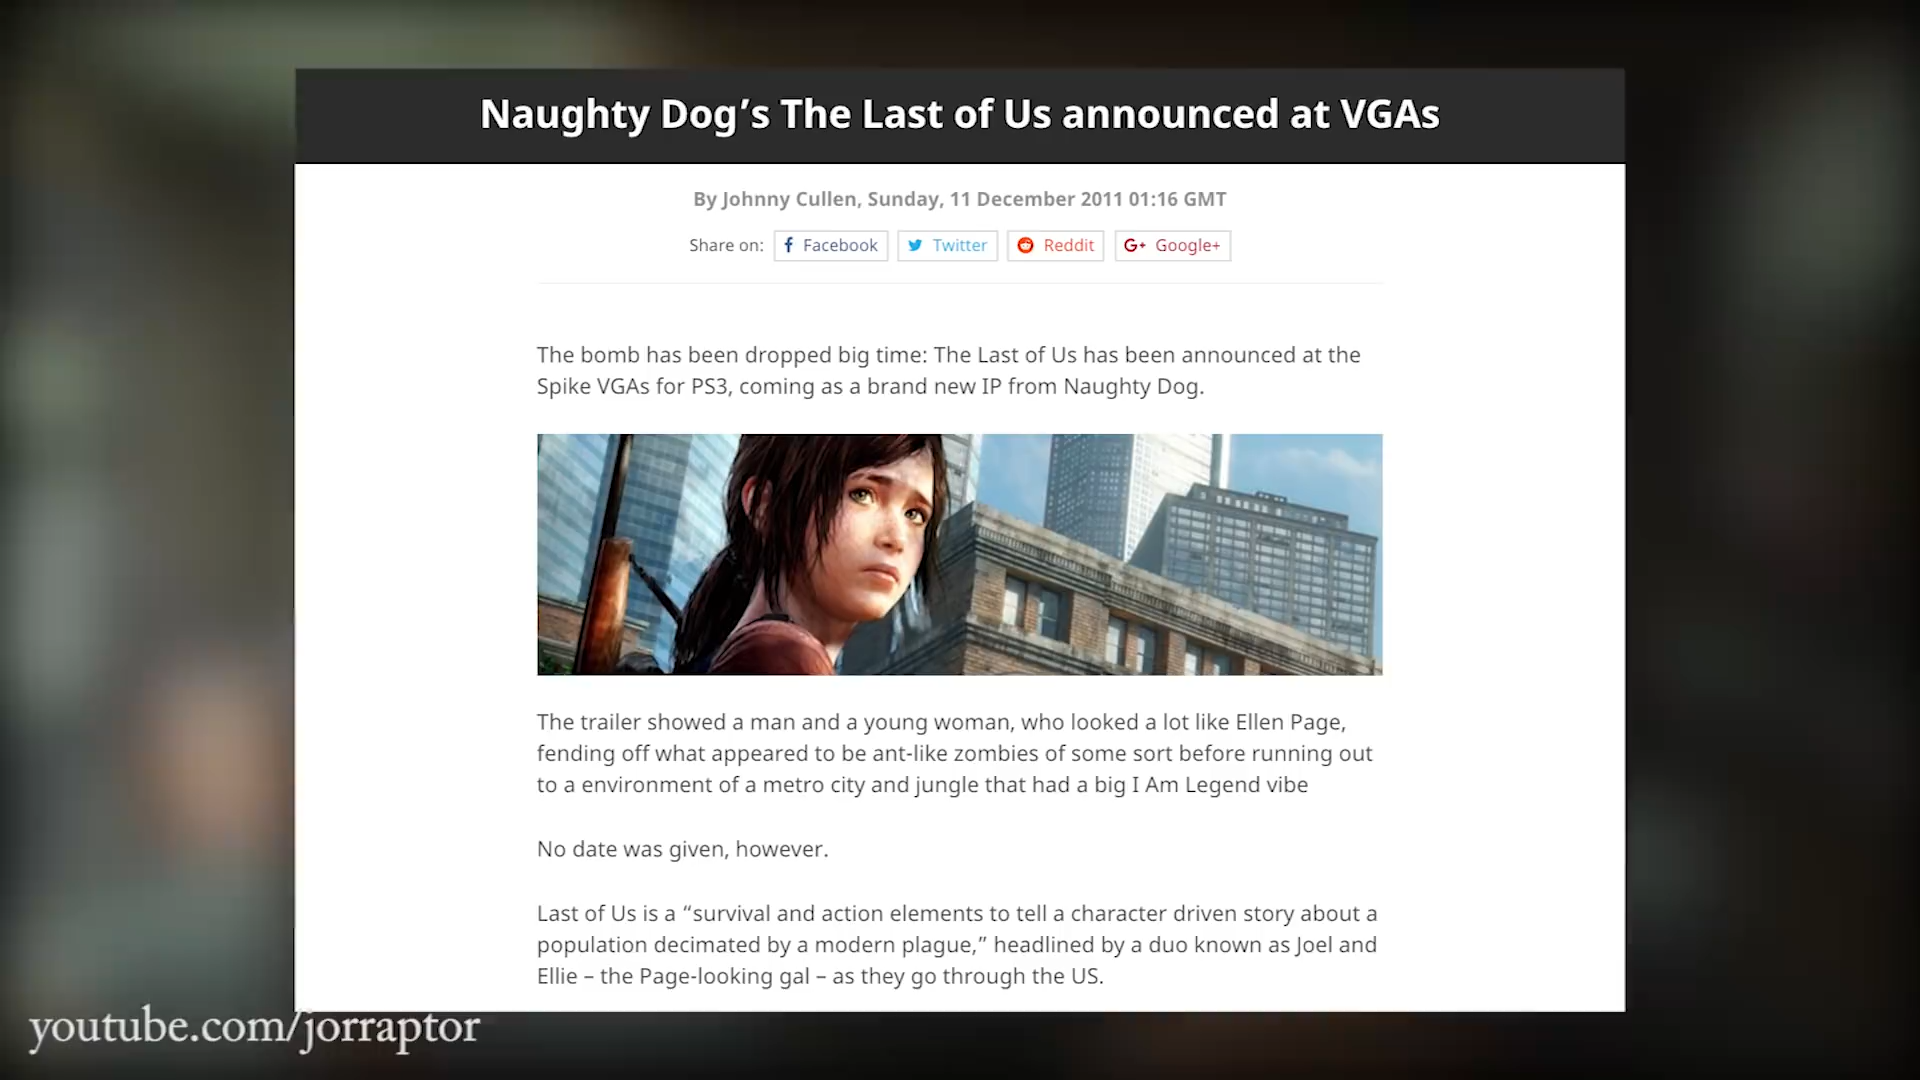 Naughty Dog’s The Last of Us announced at VGAs
By Johnny Cullen, Sunday, 11 December 2011 01:16 GMT
Share on: Facebook Twitter Reddit G+ Google+
The bomb has been dropped big time: The Last of Us has been announced at the
Spike VGAs for PS3, coming as a brand new IP from Naughty Dog.
The trailer showed a man and a young woman, who looked a lot like Ellen Page,
fending off what appeared to be ant-like zombies of some sort before running out
to a environment of a metro city and jungle that had a big I Am Legend vibe
No date was given, however.
Last of Us is a “survival and action elements to tell a character driven story about a
population decimated by a modern plague,” headlined by a duo known as Joel and
Ellie – the Page-looking gal – as they go through the US.
youtube.com/jorraptor